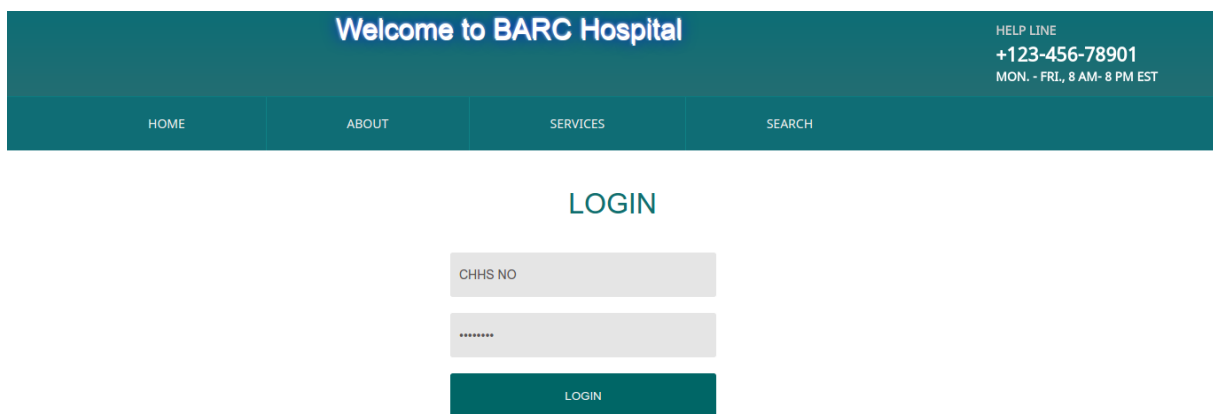 Welcome to BARC Hospital
HELP LINE
+123-456-78901
MON. - FRI., 8 AM- 8 PM EST
HOME ABOUT SERVICES SEARCH
LOGIN
CHHS NO
••••••••
LOGIN